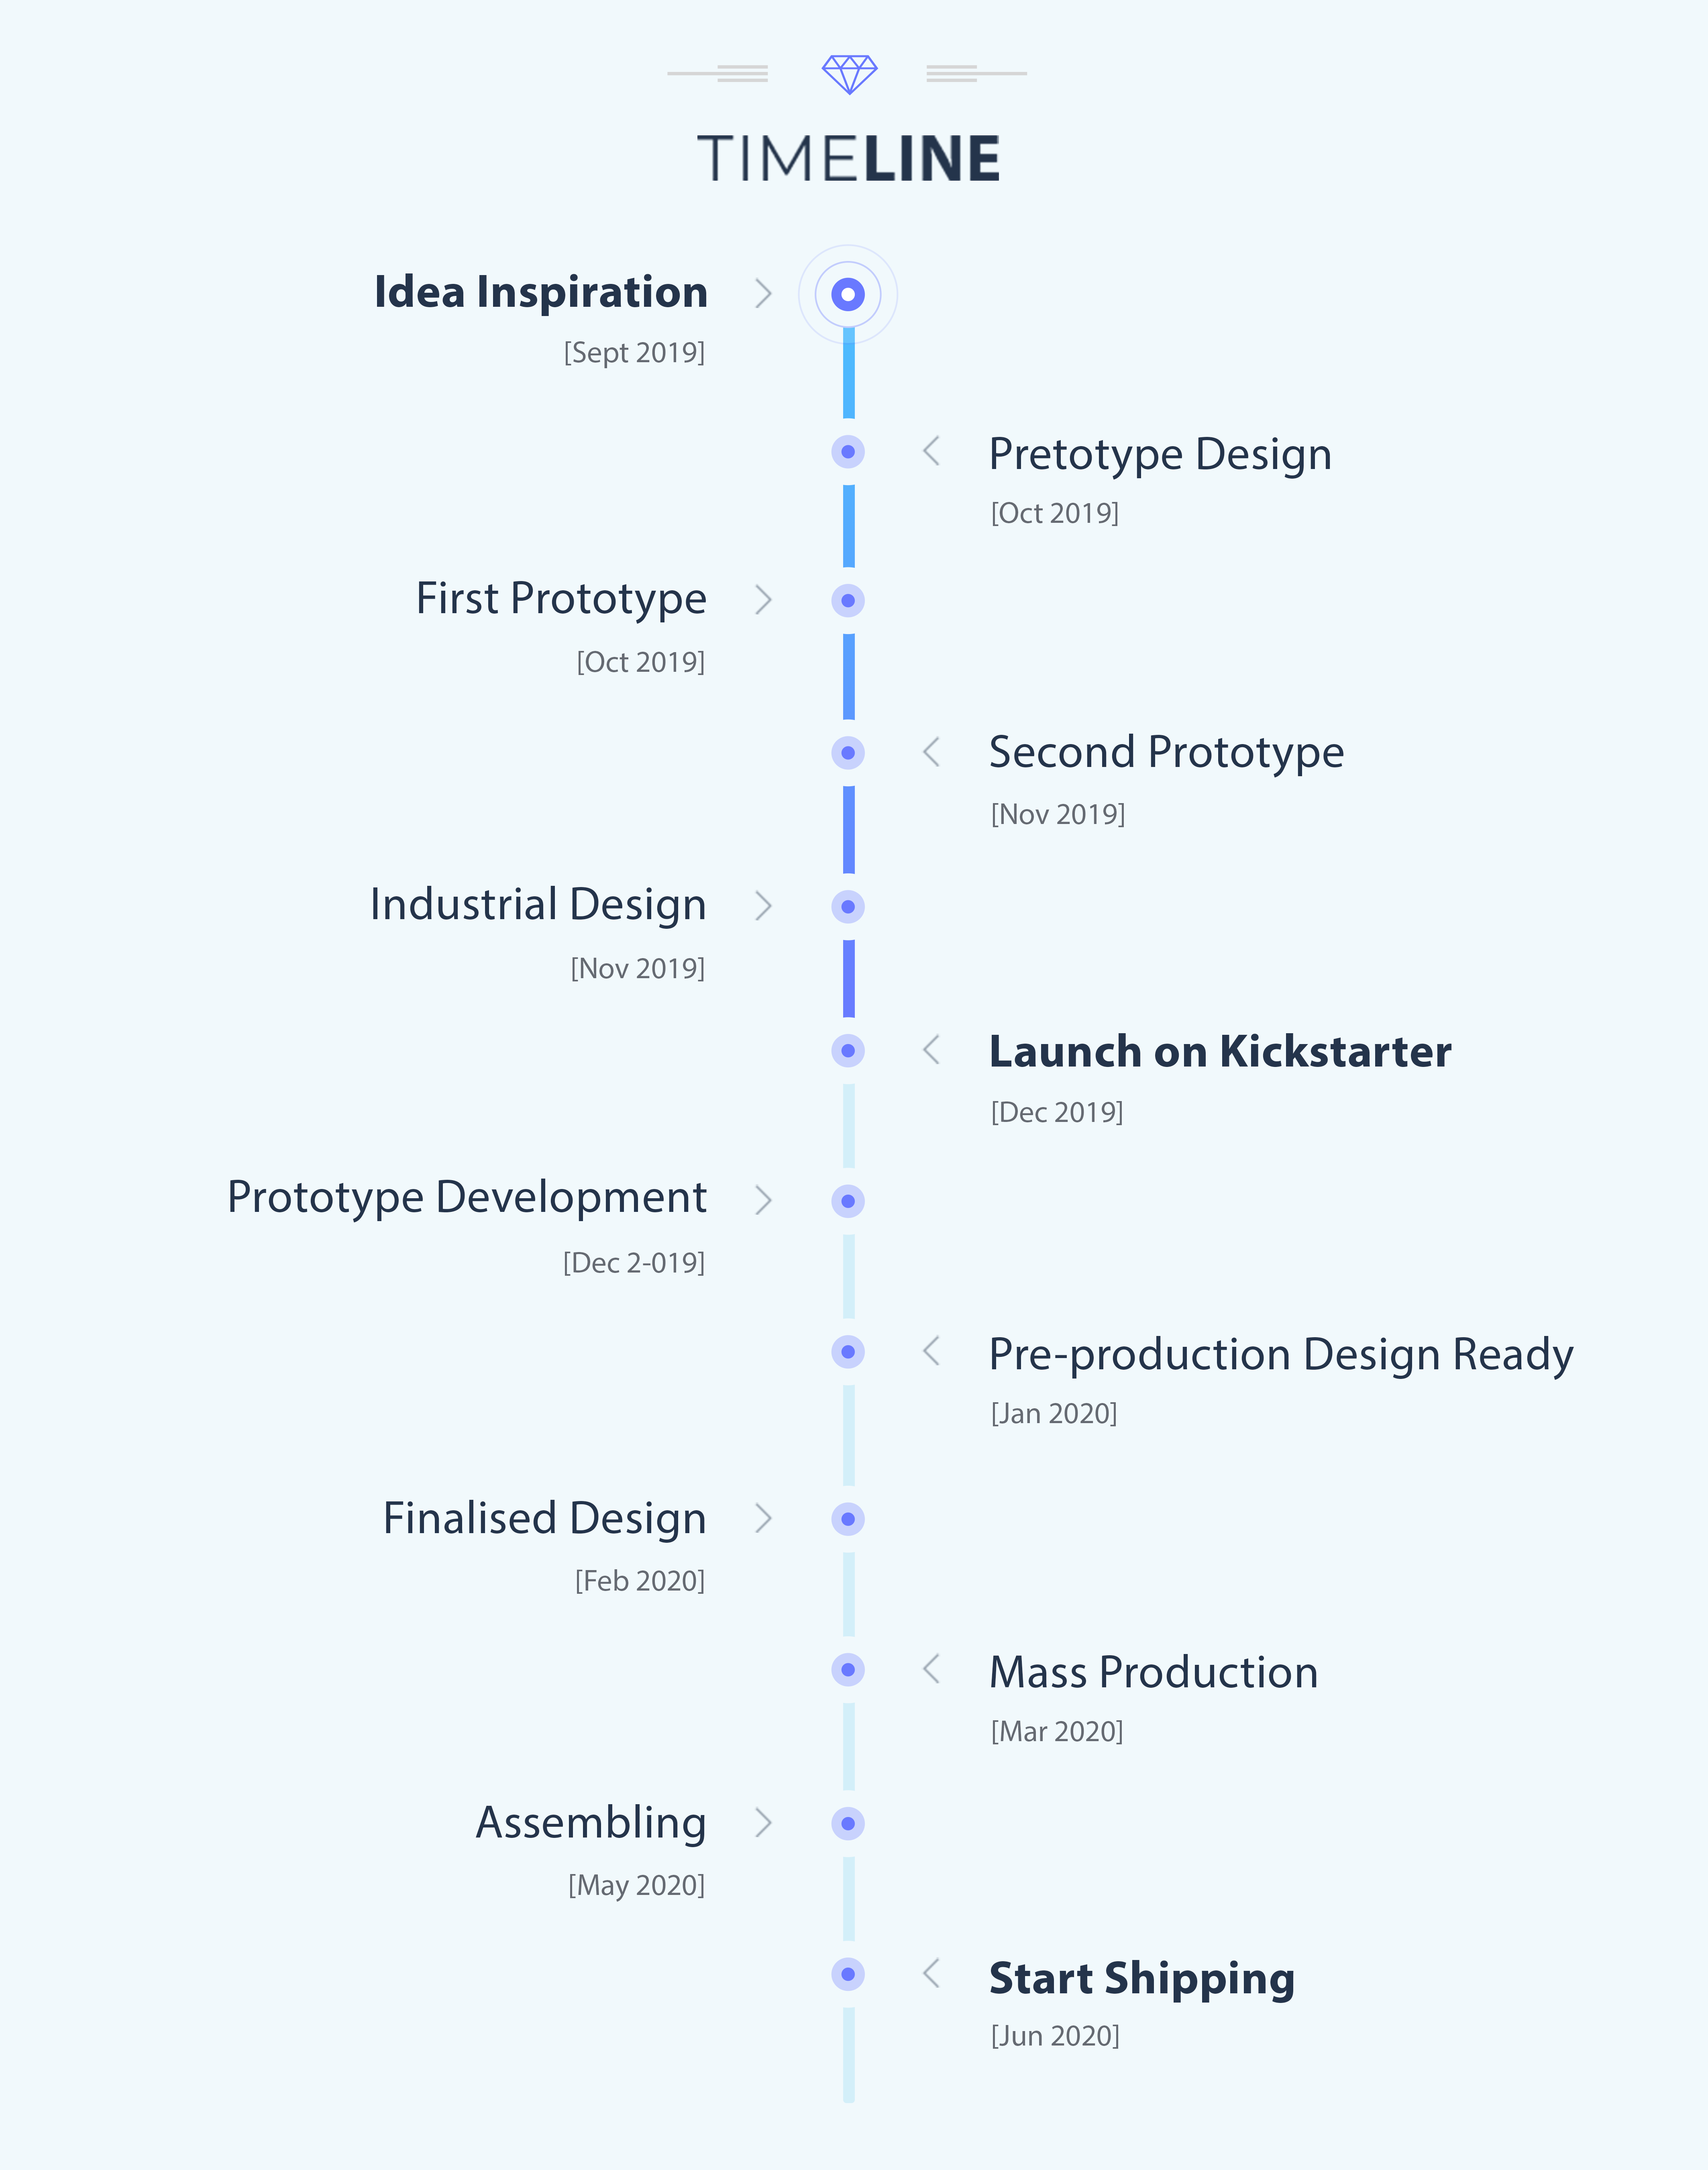 TIMELINE
Idea Inspiration
[Sept 2019]
Pretotype Design
[Oct 2019]
First Prototype
[Oct 2019]
Second Prototype
[Nov 2019]
Industrial Design
[Nov 2019]
Launch on Kickstarter
[Dec 2019]
Prototype Development
[Dec 2-019]
Pre-production Design Ready
[Jan 2020]
Finalised Design
[Feb 2020]
Mass Production
[Mar 2020]
Assembling
[May 2020]
Start Shipping
[Jun 2020]